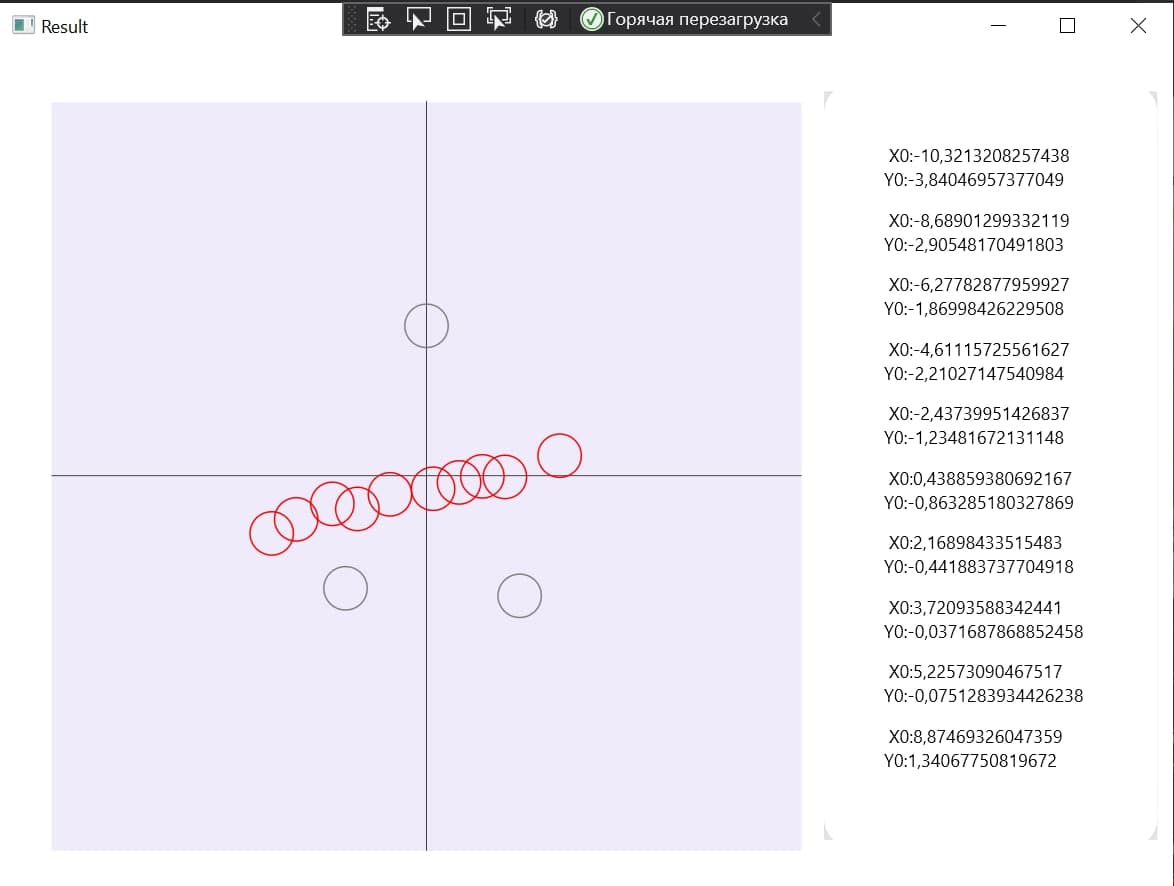 Result
Горячая перезагрузка
X0:-10,3213208257438
Y0:-3,84046957377049
X0:-8,68901299332119
Y0:-2,90548170491803
X0:-6,27782877959927
Y0:-1,86998426229508
X0:-4,61115725561627
Y0:-2,21027147540984
X0:-2,43739951426837
Y0:-1,23481672131148
X0:0,438859380692167
Y0:-0,863285180327869
X0:2,16898433515483
Y0:-0,441883737704918
X0:3,72093588342441
Y0:-0,0371687868852458
X0:5,22573090467517
Y0:-0,0751283934426238
X0:8,87469326047359
Y0:1,34067750819672